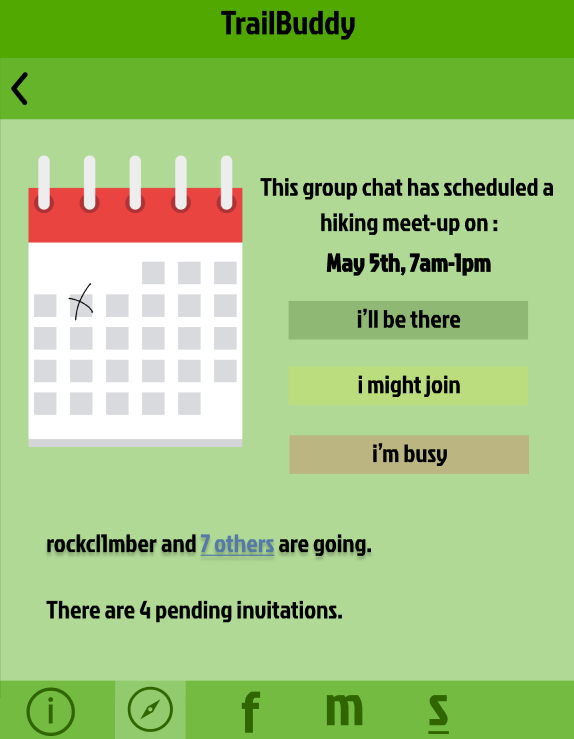 TrailBuddy
This group chat has scheduled a
hiking meet-up on :
May 5th, 7am-1pm
i'll be there
i might join
i'm busy
rockcl1mber and 7 others are going.
There are 4 pending invitations.
i f m s